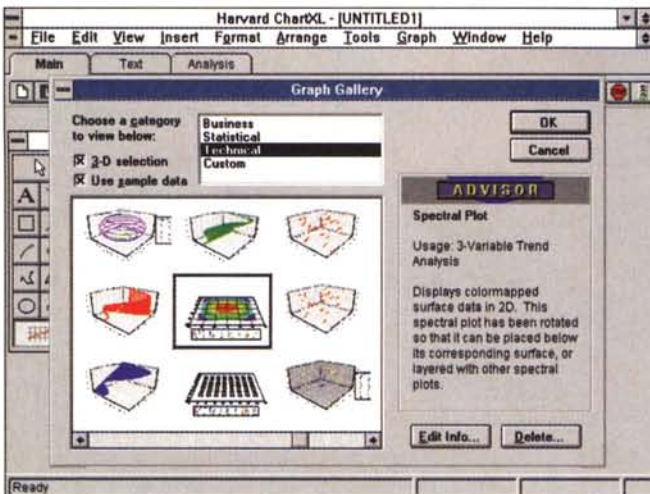 Harvard ChartXL - [UNTITLED1]
File Edit View Insert Format Arrange Tools Graph Window Help
Main Text Analysis
Graph Gallery
Choose a category
to view below:
3-D selection
Use sample data
Business
Statistical
Technical
Custom
OK
Cancel
ADVISOR
Spectral Plot
Usage: 3-Variable Trend
Analysis
Displays colormapped
surface data in 2D. This
spectral plot has been rotated
so that it can be placed below
its corresponding surface, or
layered with other spectral
plots.
Edit Info... Delete...
A
Ready